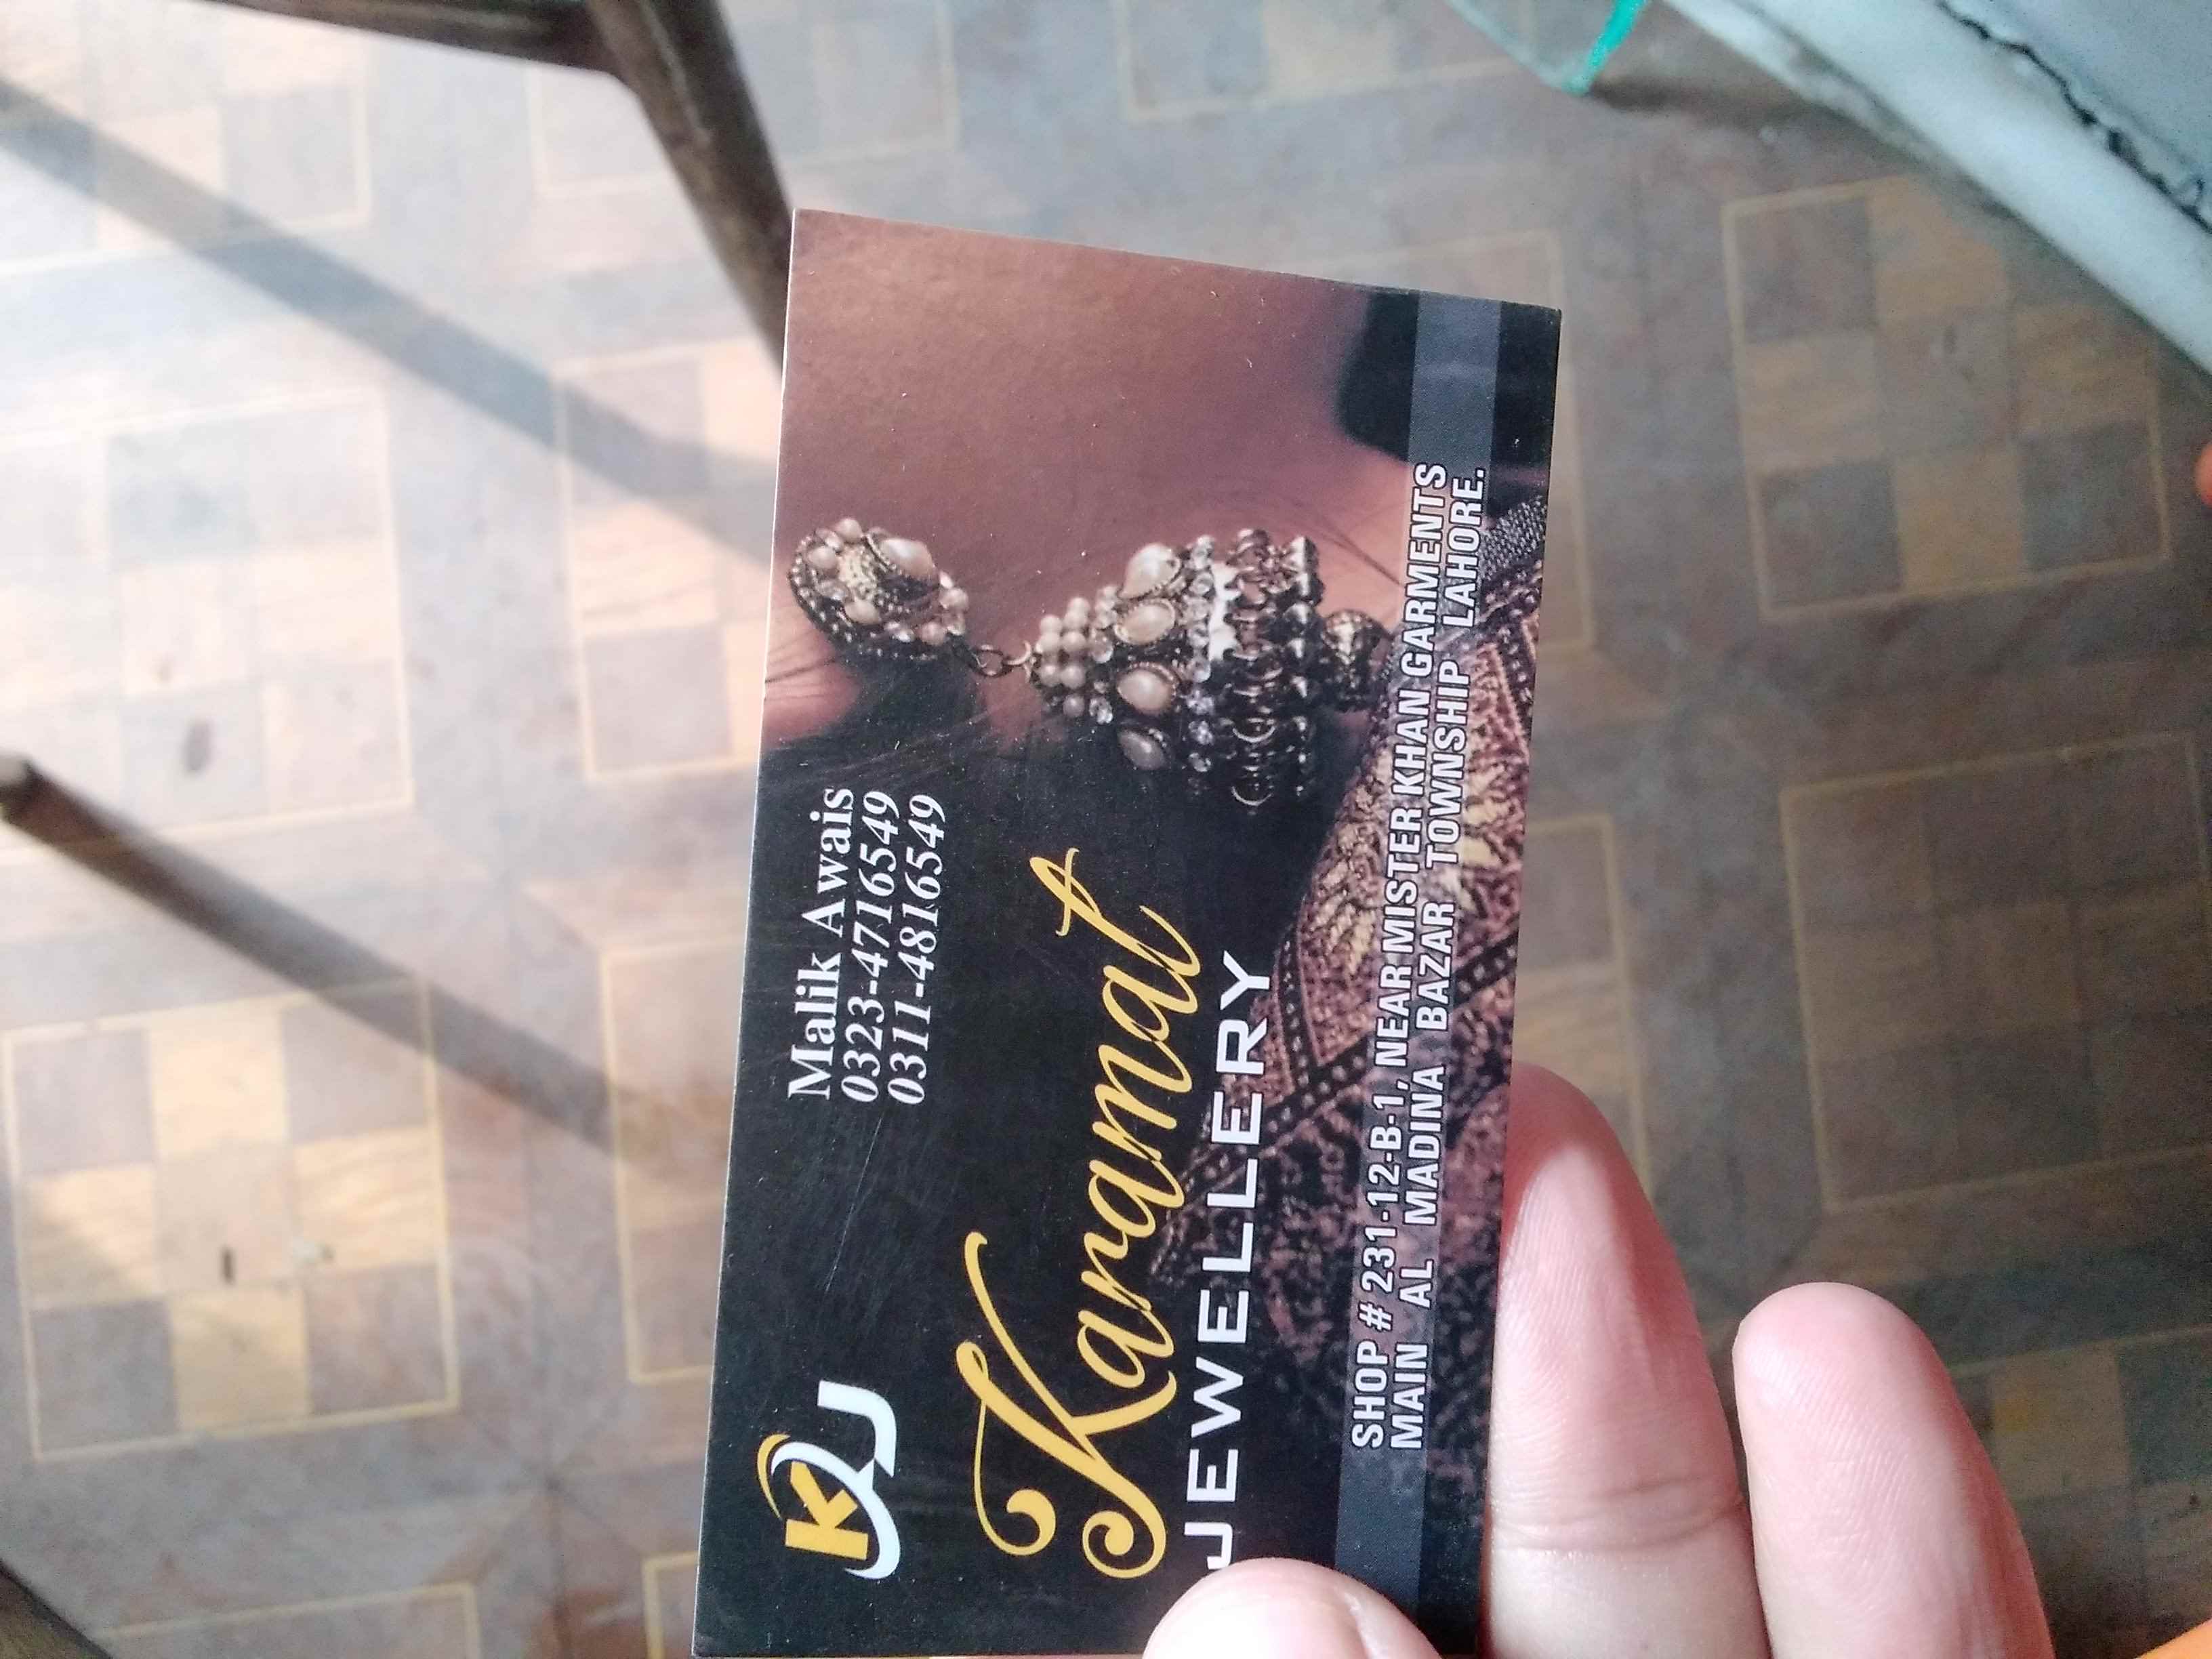 KJ
Malik Awais
0323-4716549
0311-4816549
Karamat
JEWELLERY
SHOP # 231-12-B-1, NEAR MISTER KHAN GARMENTS
MAIN AL MADINA BAZAR TOWNSHIP LAHORE.